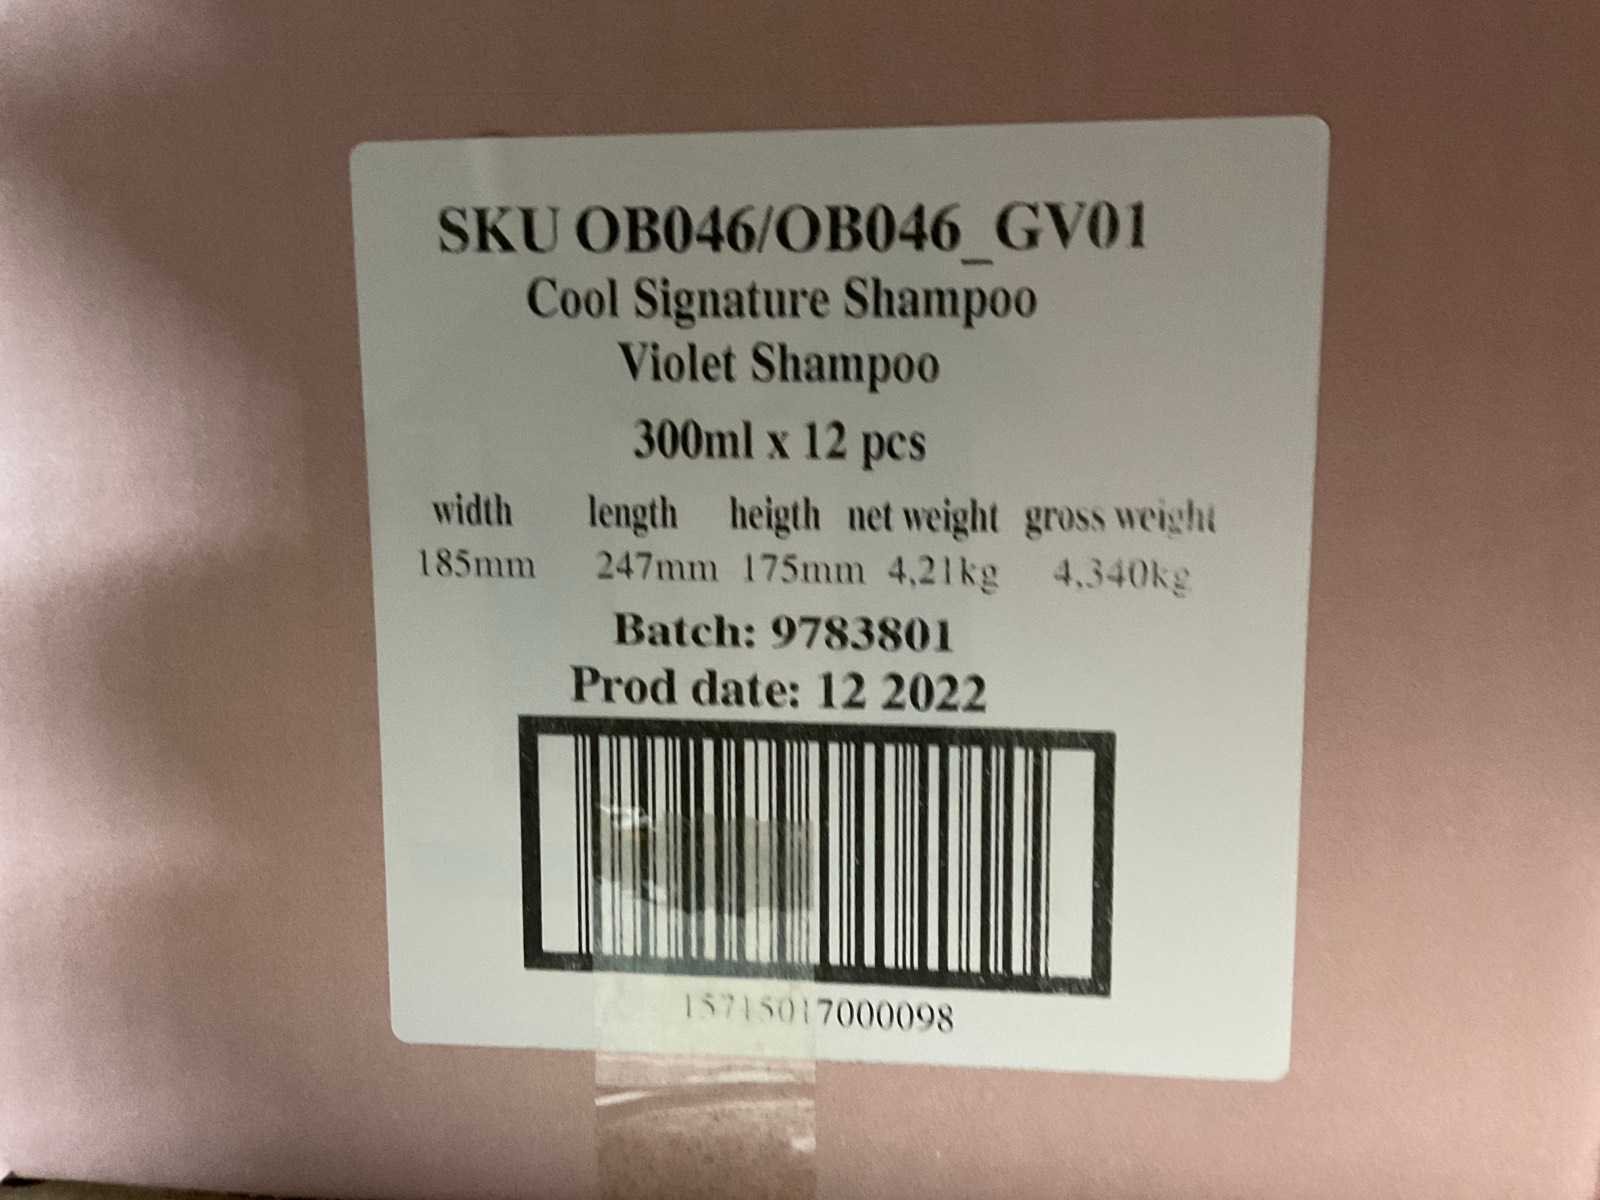 SKU OB046/OB046_GV01
Cool Signature Shampoo
Violet Shampoo
300ml x 12 pcs
width length heigth net weight gross weight
185mm 247mm 175mm 4,21kg 4,340kg
Batch: 9783801
Prod date: 12 2022
15715017000098